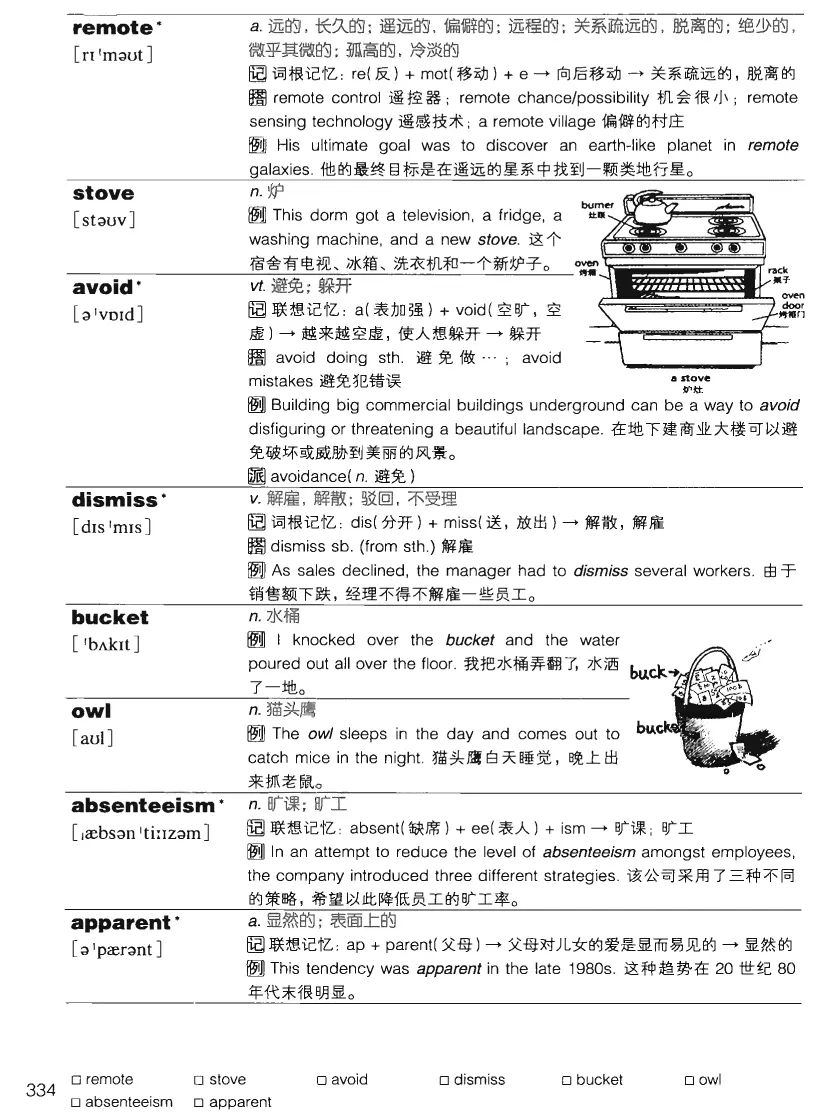 remote*
[rɪˈməʊt]
a. 远的，长久的；遥远的，偏僻的；远程的；关系疏远的，脱离的；绝少的，
微乎其微的；孤高的，冷淡的
[记] 词根记忆：re(反) + mot(移动) + e → 向后移动 → 关系疏远的，脱离的
[搭] remote control 遥控器；remote chance/possibility 机会很小；remote
sensing technology 遥感技术；a remote village 偏僻的村庄
[例] His ultimate goal was to discover an earth-like planet in remote
galaxies. 他的最终目标是在遥远的星系中找到一颗类地行星。
stove
[stəʊv]
n. 炉
[例] This dorm got a television, a fridge, a
washing machine, and a new stove. 这个
宿舍有电视、冰箱、洗衣机和一个新炉子。
burner
灶眼
oven
烤箱
rack
架子
oven
door
烤箱门
a stove
炉灶
avoid*
[əˈvɒɪd]
vt. 避免；躲开
[记] 联想记忆：a(表加强) + void(空旷，空
虚) → 越来越空虚，使人想躲开 → 躲开
[搭] avoid doing sth. 避免做…；avoid
mistakes 避免犯错误
[例] Building big commercial buildings underground can be a way to avoid
disfiguring or threatening a beautiful landscape. 在地下建商业大楼可以避
免破坏或威胁到美丽的风景。
[派] avoidance(n. 避免)
dismiss*
[dɪsˈmɪs]
v. 解雇，解散；驳回，不受理
[记] 词根记忆：dis(分开) + miss(送，放出) → 解散，解雇
[搭] dismiss sb. (from sth.) 解雇
[例] As sales declined, the manager had to dismiss several workers. 由于
销售额下跌，经理不得不解雇一些员工。
bucket
[ˈbʌkɪt]
n. 水桶
[例] I knocked over the bucket and the water
poured out all over the floor. 我把水桶弄翻了，水洒
了一地。
buck
bucket
owl
[aʊl]
n. 猫头鹰
[例] The owl sleeps in the day and comes out to
catch mice in the night. 猫头鹰白天睡觉，晚上出
来抓老鼠。
absenteeism*
[ˌæbsənˈtiːɪzəm]
n. 旷课；旷工
[记] 联想记忆：absent(缺席) + ee(表人) + ism → 旷课；旷工
[例] In an attempt to reduce the level of absenteeism amongst employees,
the company introduced three different strategies. 该公司采用了三种不同
的策略，希望以此降低员工的旷工率。
apparent*
[əˈpærənt]
a. 显然的；表面上的
[记] 联想记忆：ap + parent(父母) → 父母对儿女的爱是显而易见的 → 显然的
[例] This tendency was apparent in the late 1980s. 这种趋势在 20 世纪 80
年代末很明显。
334
□ remote □ stove □ avoid □ dismiss □ bucket □ owl
□ absenteeism □ apparent